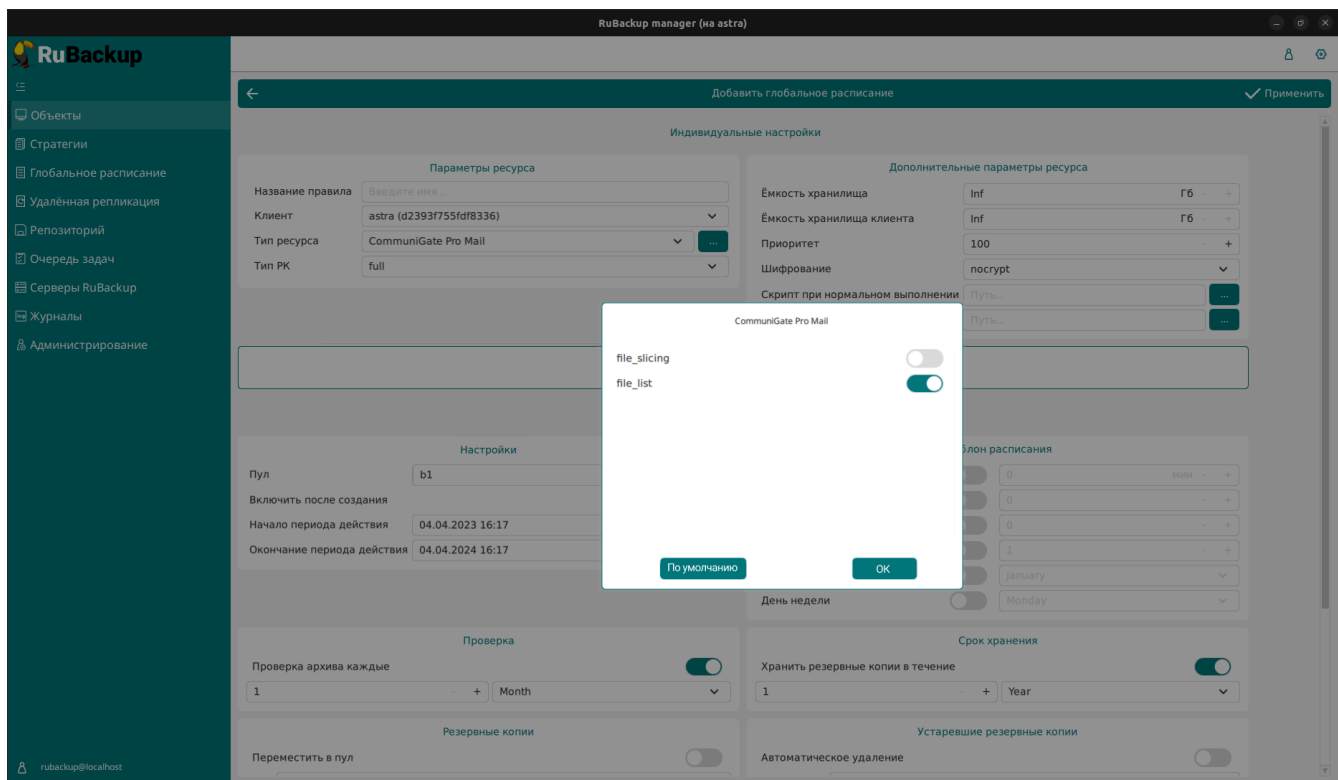 RuBackup manager (на astra)
RuBackup
Объекты
Стратегии
Глобальное расписание
Удалённая репликация
Репозиторий
Очередь задач
Серверы RuBackup
Журналы
Администрирование
rubackup@localhost
Добавить глобальное расписание
Применить
Индивидуальные настройки
Параметры ресурса
Название правила Введите имя...
Клиент astra (d2393f755fdf8336)
Тип ресурса CommuniGate Pro Mail ...
Тип РК full
Дополнительные параметры ресурса
Ёмкость хранилища Inf Гб - +
Ёмкость хранилища клиента Inf Гб - +
Приоритет 100 - +
Шифрование nocrypt
Скрипт при нормальном выполнении Путь... ...
Путь... ...
CommuniGate Pro Mail
file_slicing
file_list
По умолчанию
OK
Настройки
Пул b1
Включить после создания
Начало периода действия 04.04.2023 16:17
Окончание периода действия 04.04.2024 16:17
расписания
0 мин - +
0 - +
0 - +
1 - +
January
День недели Monday
Проверка
Проверка архива каждые
1 - + Month
Срок хранения
Хранить резервные копии в течение
1 - + Year
Резервные копии
Переместить в пул
Устаревшие резервные копии
Автоматическое удаление